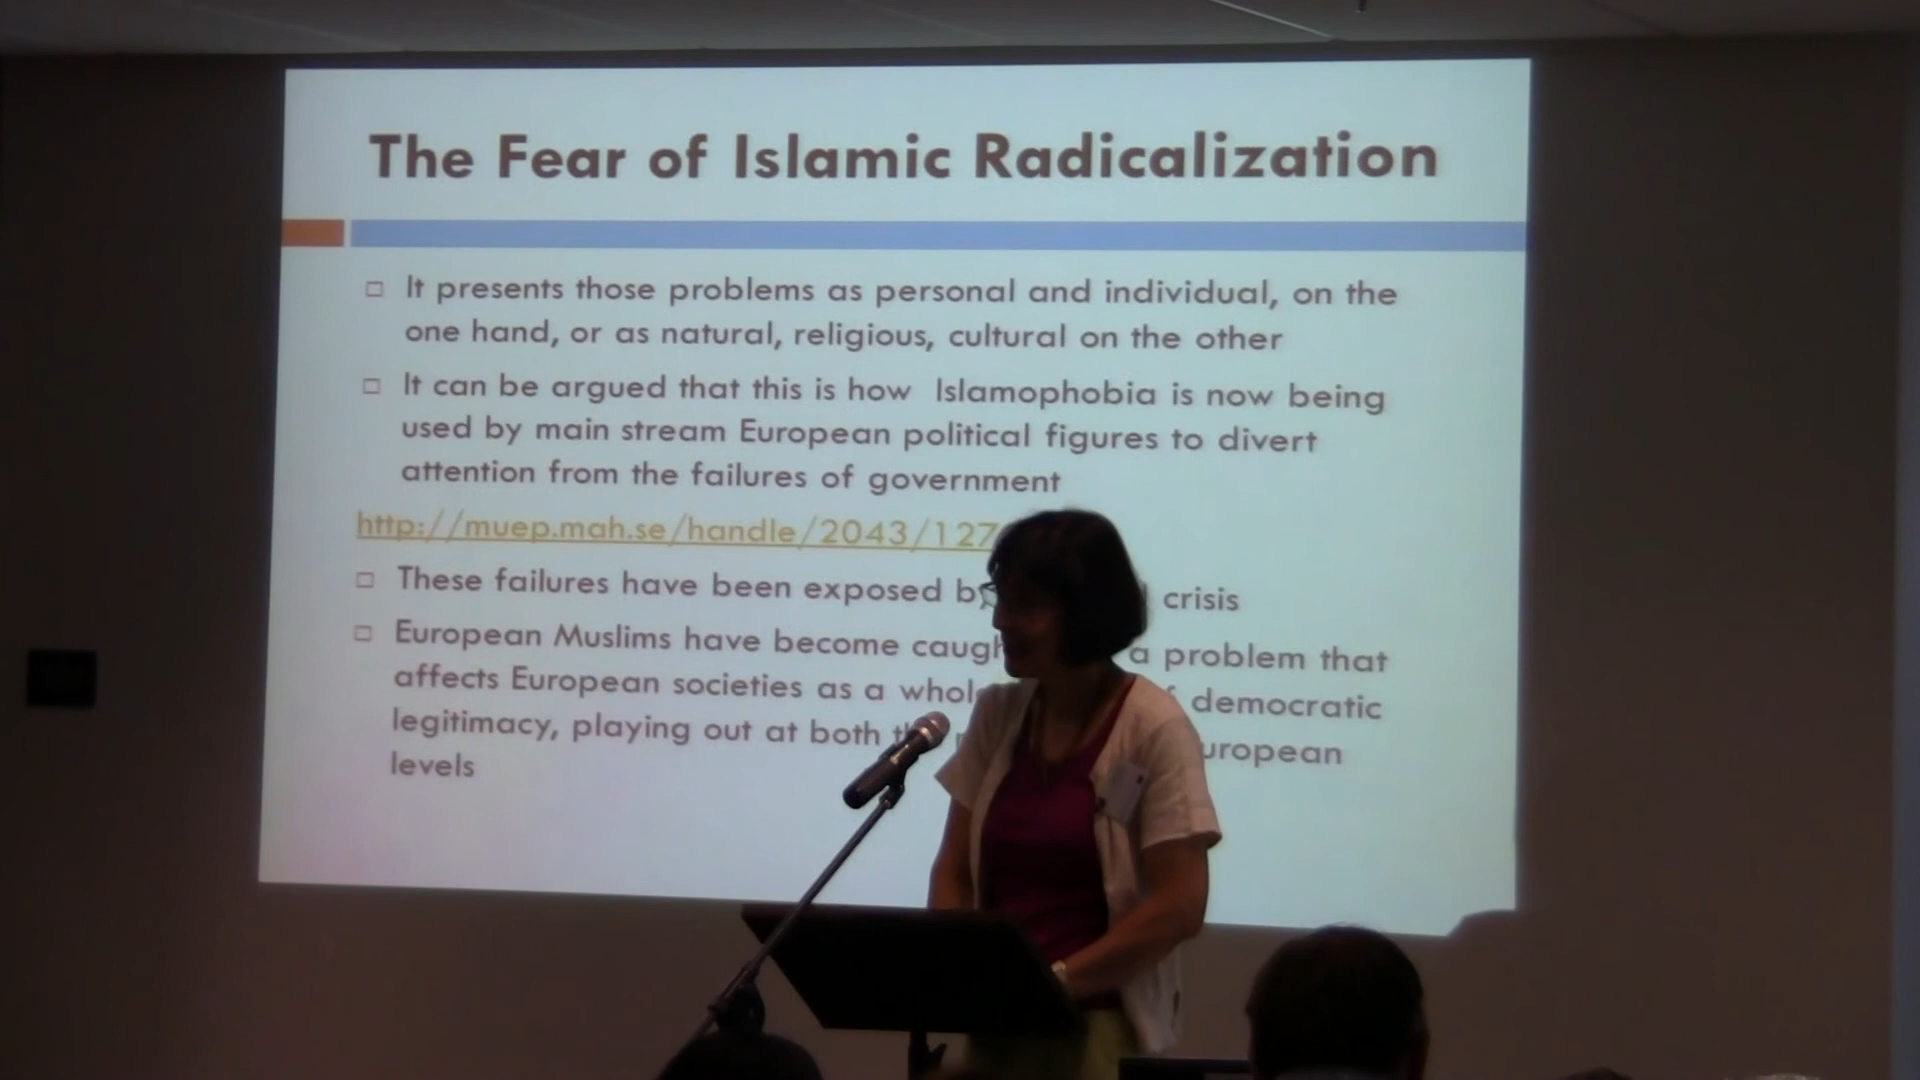 The Fear of Islamic Radicalization
It presents those problems as personal and individual, on the
one hand, or as natural, religious, cultural on the other
It can be argued that this is how Islamophobia is now being
used by main stream European political figures to divert
attention from the failures of government
http://muep.mah.se/handle/2043/127
These failures have been exposed crisis
European Muslims have become a problem that
affects European societies as a democratic
legitimacy, playing out at both
levels